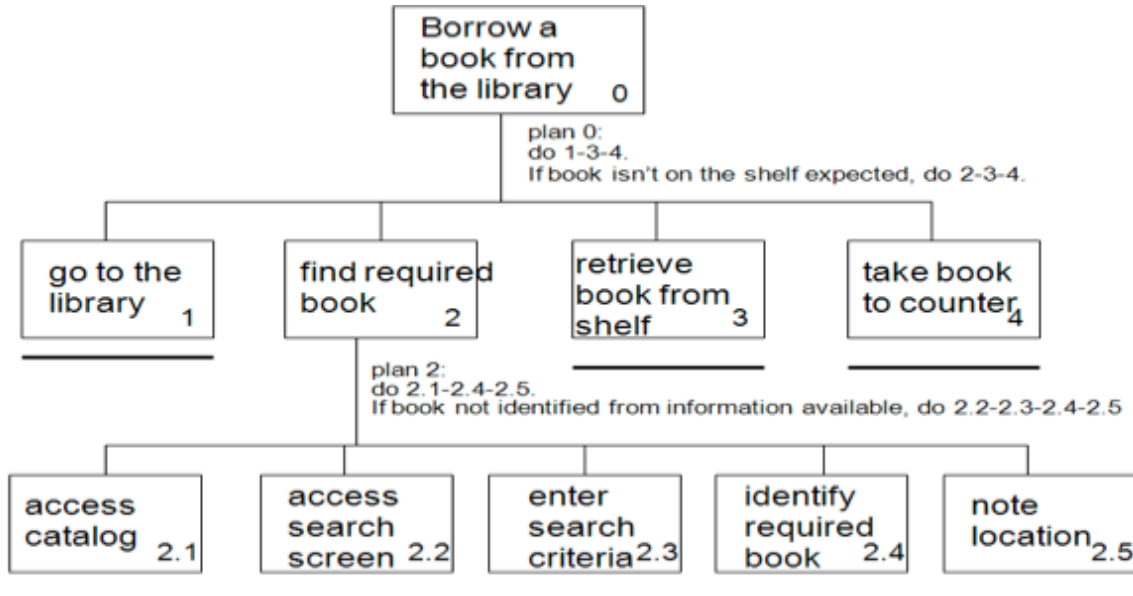 Borrow a
book from
the library 0
plan 0:
do 1-3-4.
If book isn't on the shelf expected, do 2-3-4.
go to the
library 1
find required
book 2
retrieve
book from
shelf 3
take book
to counter 4
plan 2:
do 2.1-2.4-2.5.
If book not identified from information available, do 2.2-2.3-2.4-2.5
access
catalog 2.1
access
search
screen 2.2
enter
search
criteria 2.3
identify
required
book 2.4
note
location 2.5